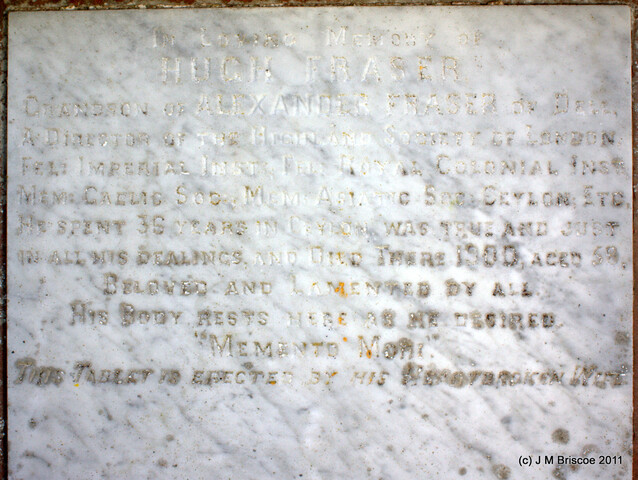 In Loving Memory of
HUGH FRASER,
GRANDSON OF ALEXANDER FRASER OF DELL,
A DIRECTOR OF THE HIGHLAND SOCIETY OF LONDON
FELL: IMPERIAL INST:, THE ROYAL COLONIAL INST:
MEM: GAELIC SOC:, MEM: ASIATIC SOC: CEYLON, ETC.
HE SPENT 36 YEARS IN CEYLON, WAS TRUE AND JUST
IN ALL HIS DEALINGS, AND DIED THERE 1900, AGED 59.
BELOVED AND LAMENTED BY ALL.
HIS BODY RESTS HERE AS HE DESIRED.
"MEMENTO MORI."
THIS TABLET IS ERECTED BY HIS HEARTBROKEN WIFE.
(c) J M Briscoe 2011